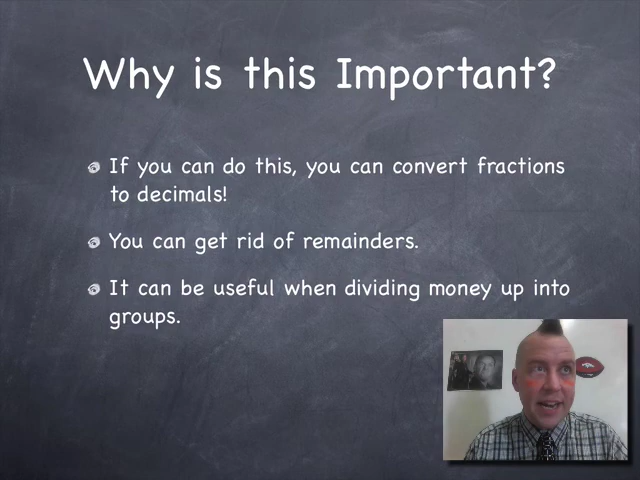 Why is this Important?
If you can do this, you can convert fractions
to decimals!
You can get rid of remainders.
It can be useful when dividing money up into
groups.